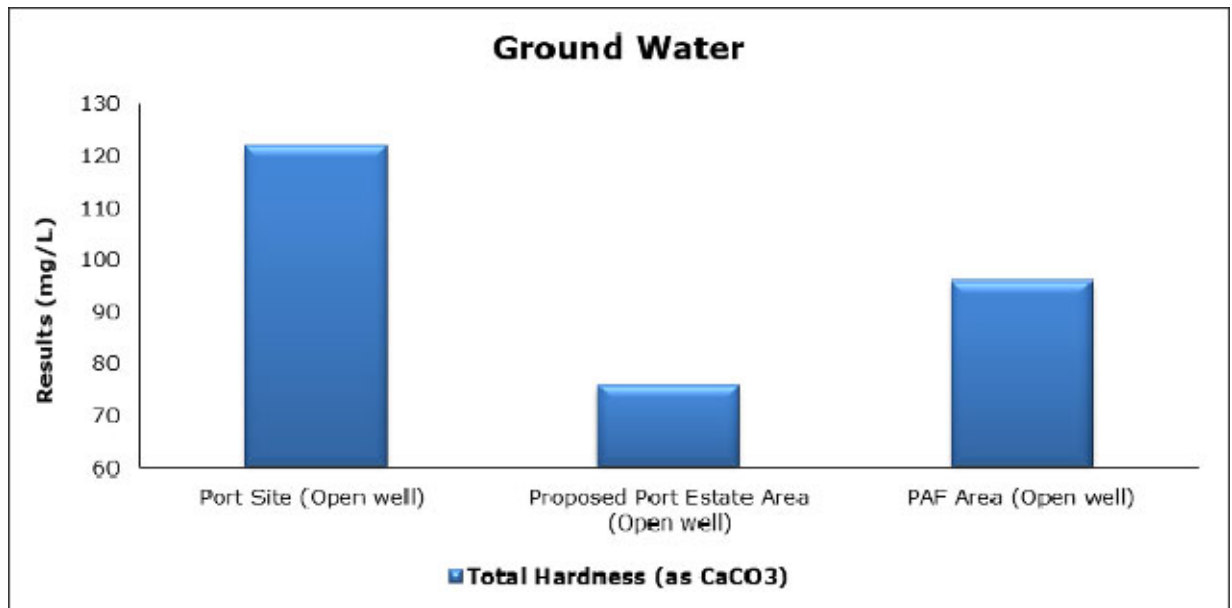 Ground Water
130
120
110
100
90
80
70
60
Results (mg/L)
Port Site (Open well)
Proposed Port Estate Area
(Open well)
PAF Area (Open well)
Total Hardness (as CaCO3)